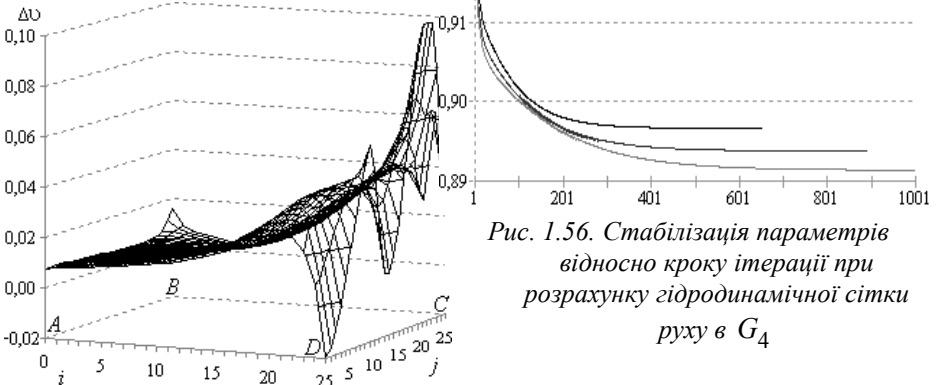 Δυ
0,10
0,08
0,06
0,04
0,02
0,00
-0,02
A
B
C
D
0
5
10
15
20
25
i
5
10
15
20
25
j
0,91
0,90
0,89
1
201
401
601
801
1001
Рис. 1.56. Стабілізація параметрів
відносно кроку ітерації при
розрахунку гідродинамічної сітки
руху в G4